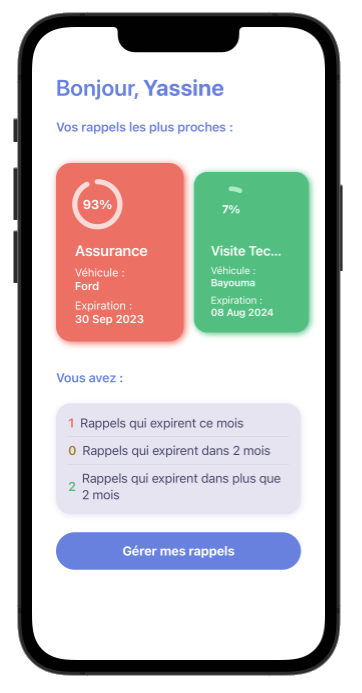 Bonjour, Yassine
Vos rappels les plus proches :
93%
Assurance
Véhicule :
Ford
Expiration :
30 Sep 2023
7%
Visite Tec...
Véhicule :
Bayouma
Expiration :
08 Aug 2024
Vous avez :
1 Rappels qui expirent ce mois
0 Rappels qui expirent dans 2 mois
2 Rappels qui expirent dans plus que
2 mois
Gérer mes rappels